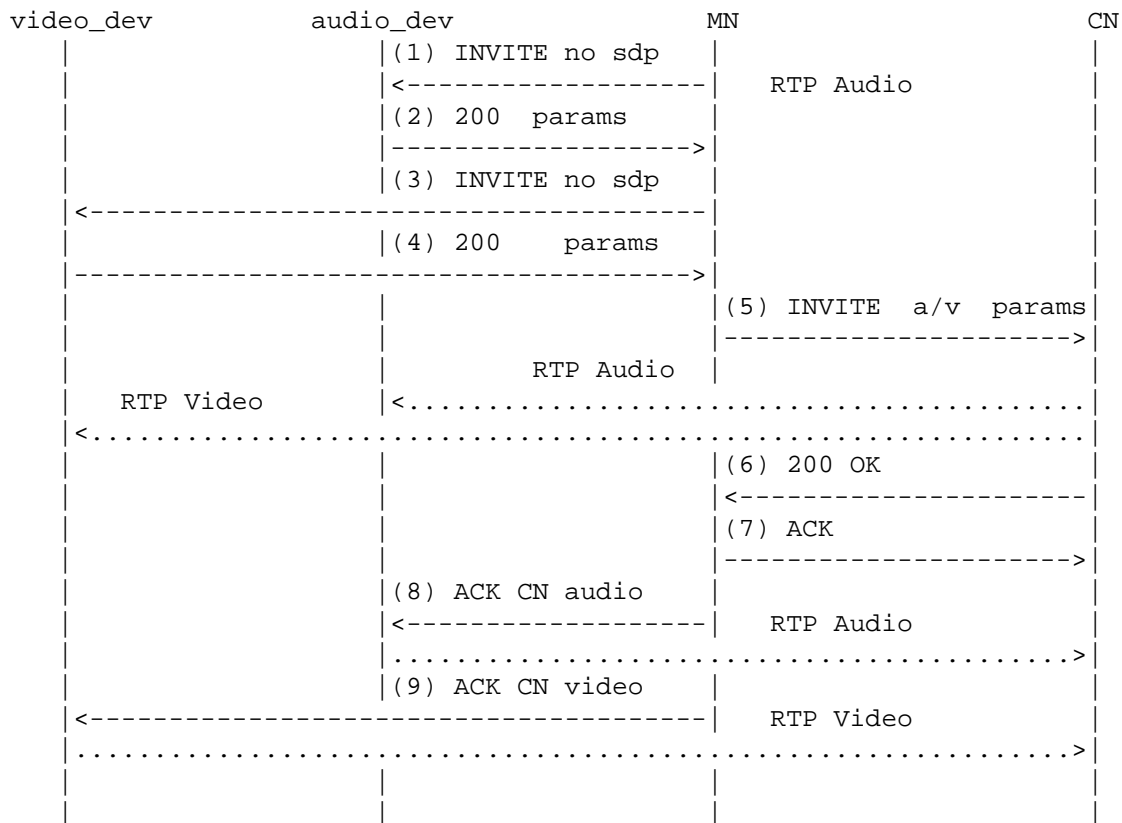 video_dev audio_dev MN CN
(1) INVITE no sdp
RTP Audio
(2) 200 params
(3) INVITE no sdp
(4) 200 params
(5) INVITE a/v params
RTP Audio
RTP Video
(6) 200 OK
(7) ACK
(8) ACK CN audio
RTP Audio
(9) ACK CN video
RTP Video